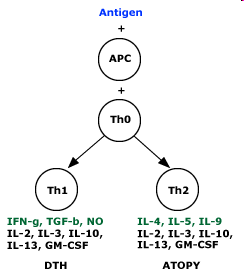 Antigen
+
APC
+
Th0
Th1
Th2
IFN-g, TGF-b, NO
IL-2, IL-3, IL-10,
IL-13, GM-CSF
DTH
IL-4, IL-5, IL-9
IL-2, IL-3, IL-10,
IL-13, GM-CSF
ATOPY